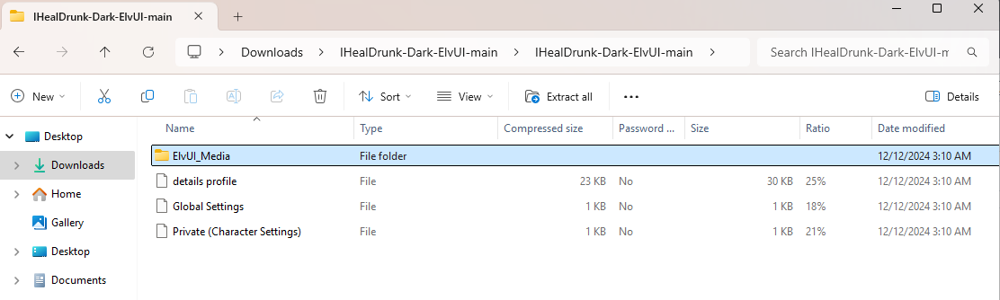 IHealDrunk-Dark-ElvUI-main
Downloads IHealDrunk-Dark-ElvUI-main IHealDrunk-Dark-ElvUI-main Search IHealDrunk-Dark-ElvUI-m
New Sort View Extract all Details
Name Type Compressed size Password ... Size Ratio Date modified
Desktop
Downloads
Home
Gallery
Desktop
Documents
ElvUI_Media File folder 12/12/2024 3:10 AM
details profile File 23 KB No 30 KB 25% 12/12/2024 3:10 AM
Global Settings File 1 KB No 1 KB 18% 12/12/2024 3:10 AM
Private (Character Settings) File 1 KB No 1 KB 21% 12/12/2024 3:10 AM